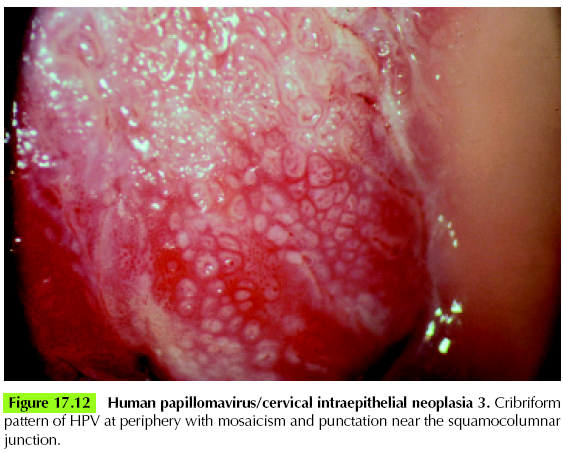 Figure 17.12 Human papillomavirus/cervical intraepithelial neoplasia 3. Cribriform
pattern of HPV at periphery with mosaicism and punctation near the squamocolumnar
junction.